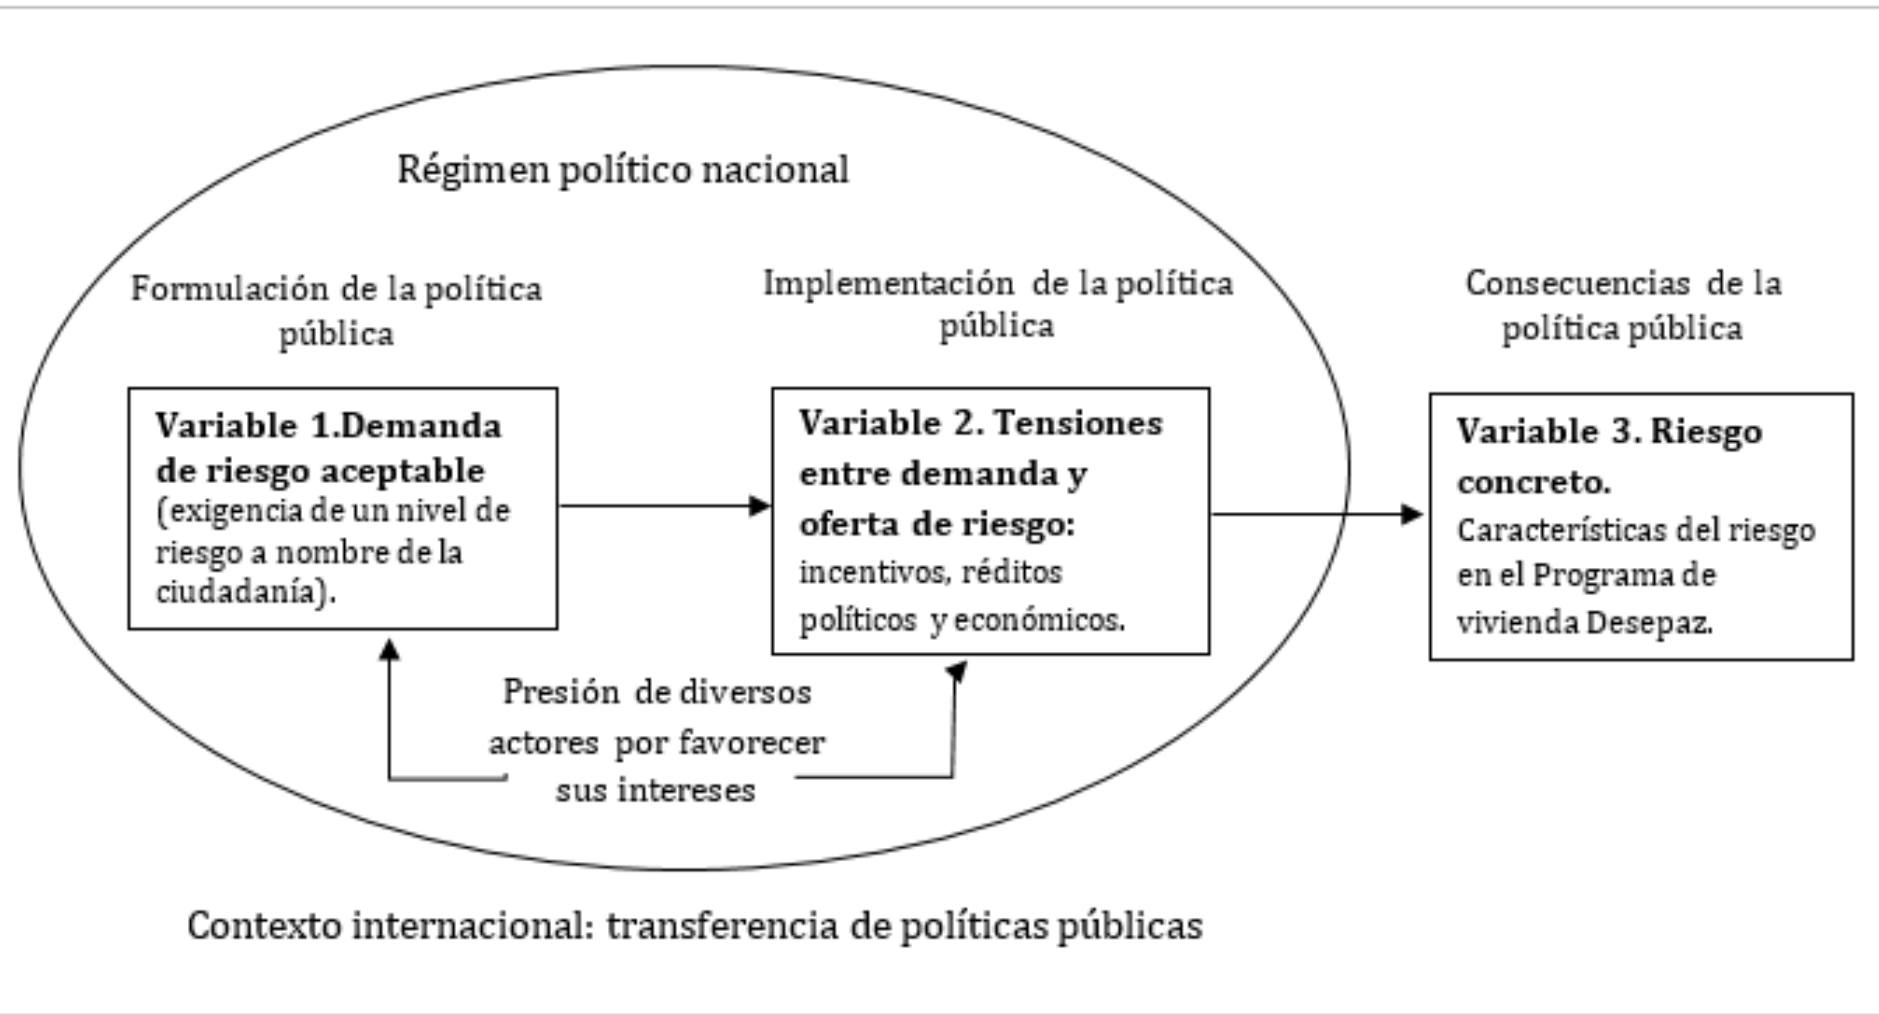 Régimen político nacional
Formulación de la política
pública
Implementación de la política
pública
Consecuencias de la
política pública
Variable 1.Demanda
de riesgo aceptable
(exigencia de un nivel de
riesgo a nombre de la
ciudadanía).
Variable 2. Tensiones
entre demanda y
oferta de riesgo:
incentivos, réditos
políticos y económicos.
Variable 3. Riesgo
concreto.
Características del riesgo
en el Programa de
vivienda Desepaz.
Presión de diversos
actores por favorecer
sus intereses
Contexto internacional: transferencia de políticas públicas